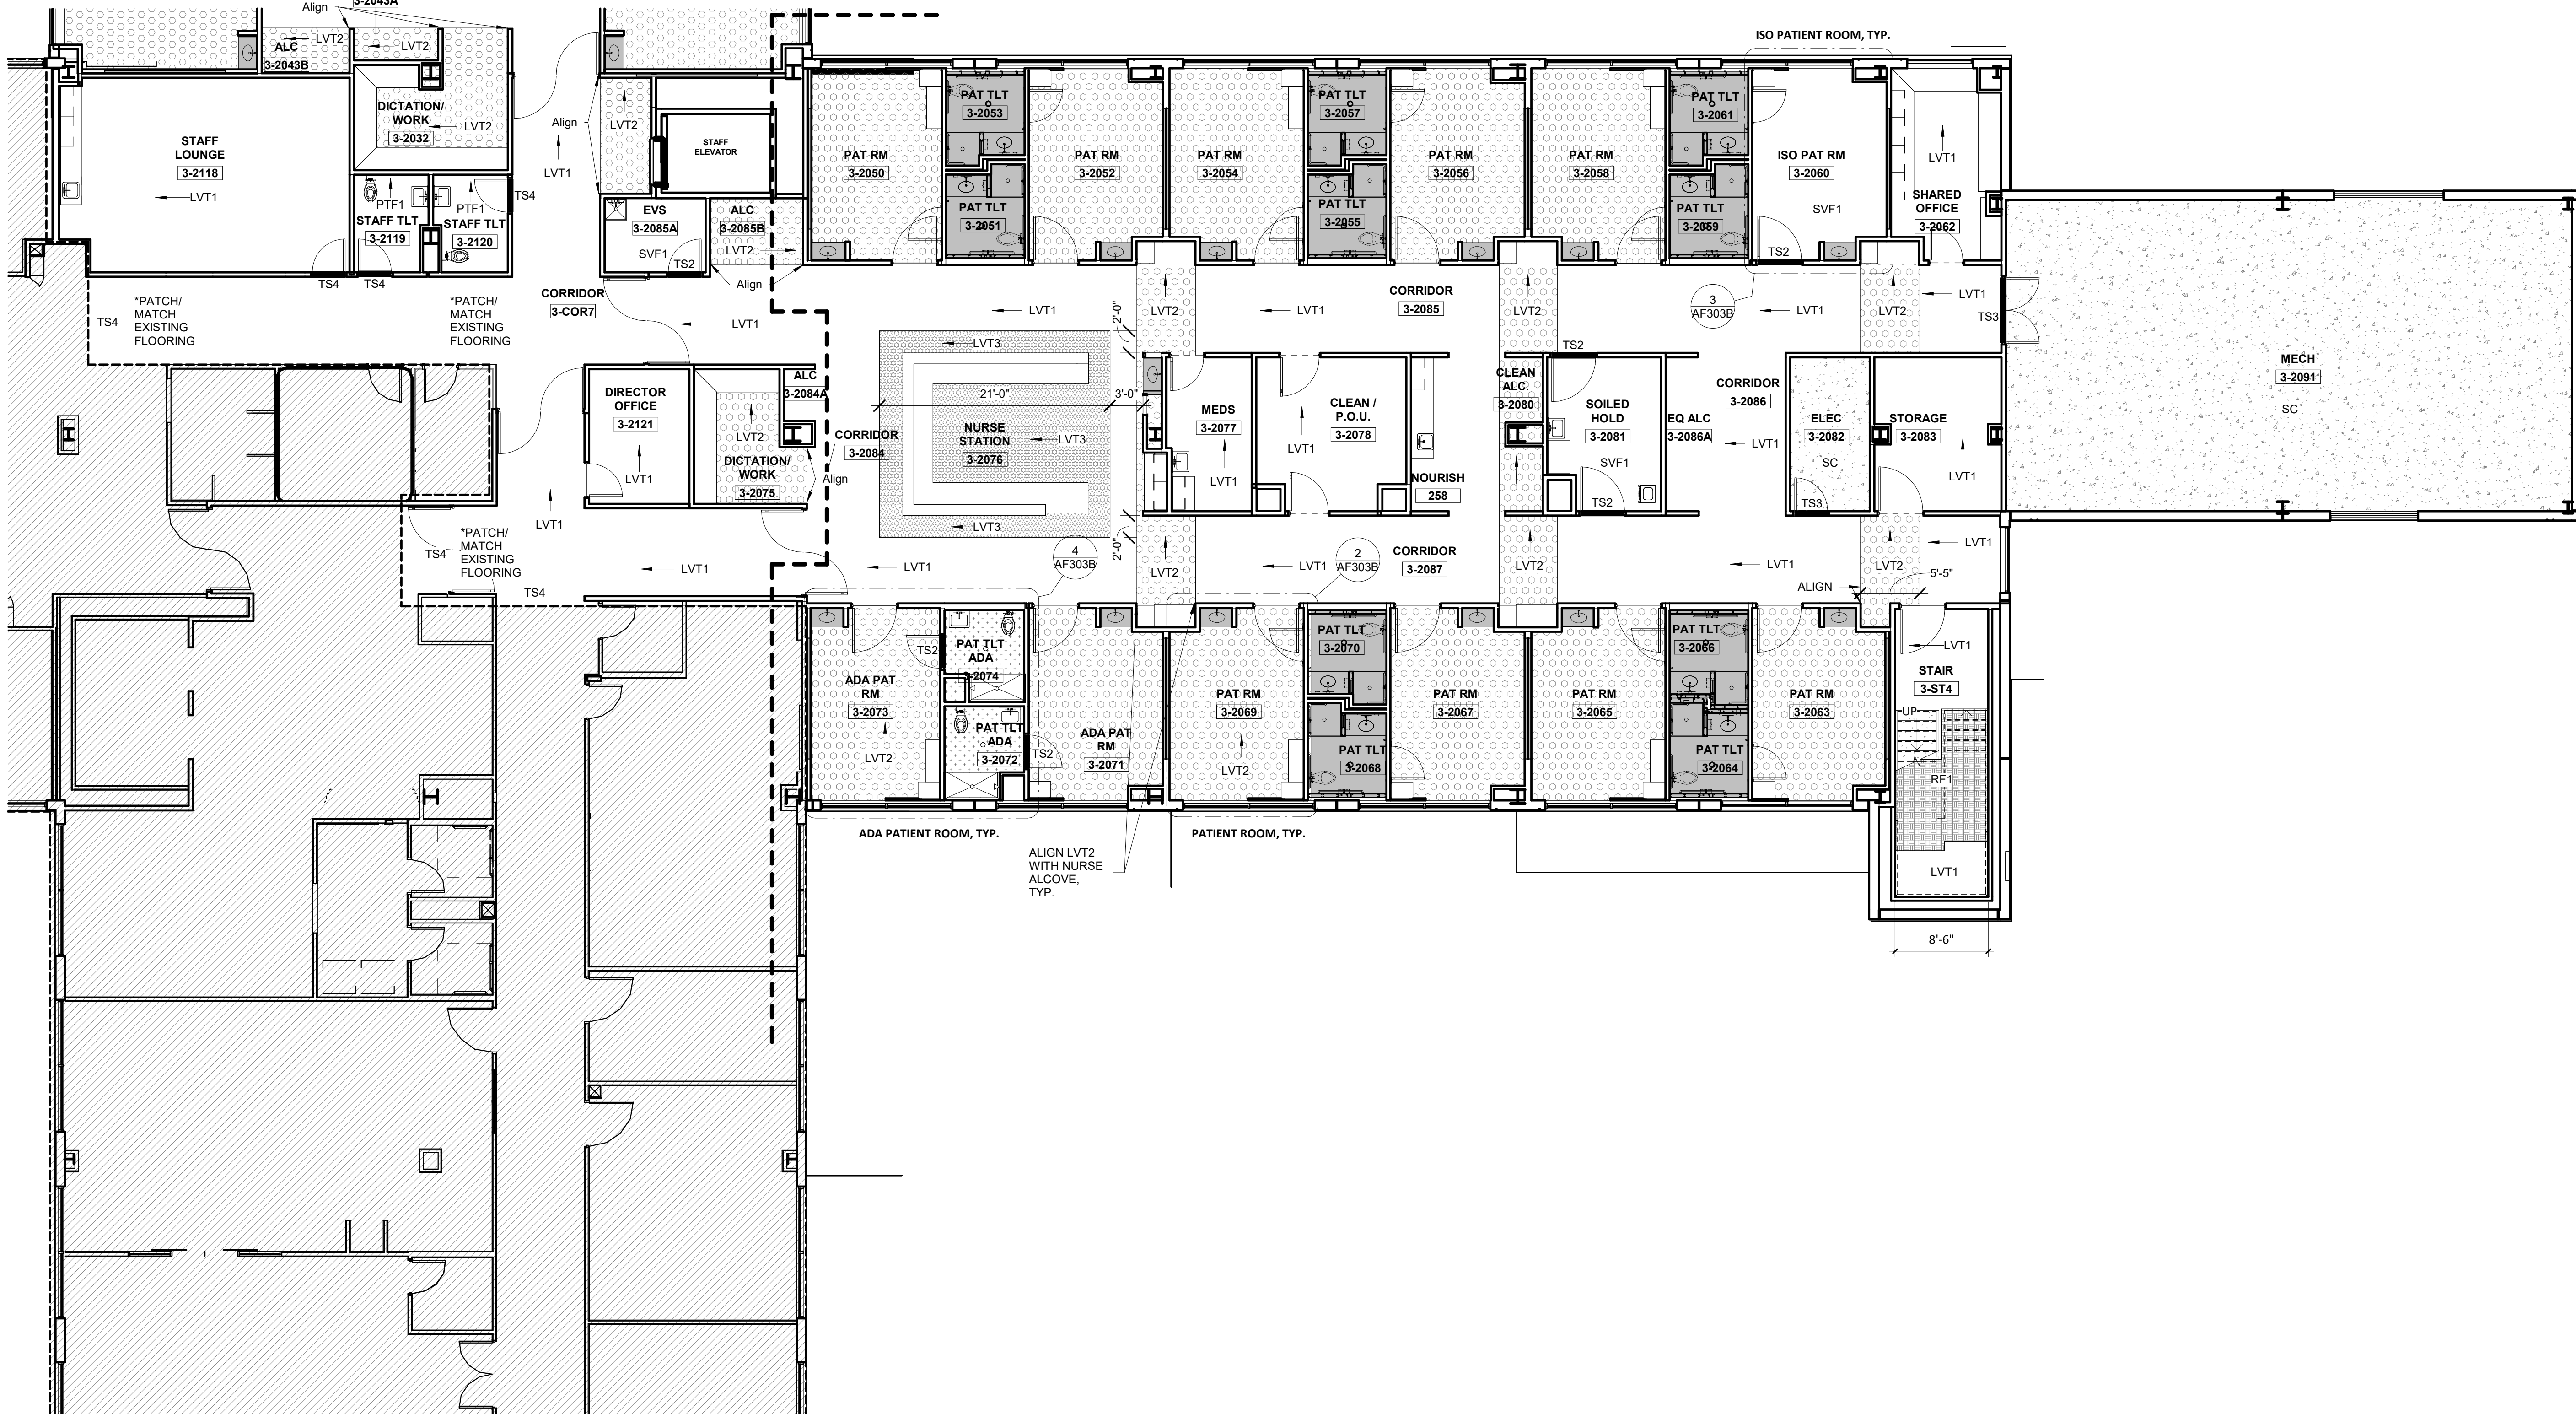 3-2043A
Align
LVT2
LVT2
ALC
3-2043B
DICTATION/
WORK
3-2032
LVT2
STAFF
LOUNGE
3-2118
LVT1
PTF1
STAFF TLT
3-2119
PTF1
STAFF TLT
3-2120
TS4
TS4
TS4
Align
LVT1
LVT2
STAFF
ELEVATOR
EVS
3-2085A
SVF1
TS2
ALC
3-2085B
LVT2
Align
ISO PATIENT ROOM, TYP.
PAT RM
3-2050
PAT TLT
3-2053
PAT TLT
3-2051
PAT RM
3-2052
PAT RM
3-2054
PAT TLT
3-2057
PAT TLT
3-2055
PAT RM
3-2056
PAT RM
3-2058
PAT TLT
3-2061
PAT TLT
3-2059
ISO PAT RM
3-2060
SVF1
TS2
LVT1
SHARED
OFFICE
3-2062
TS4
*PATCH/
MATCH
EXISTING
FLOORING
*PATCH/
MATCH
EXISTING
FLOORING
CORRIDOR
3-COR7
LVT1
LVT1
2'-0"
LVT2
LVT1
CORRIDOR
3-2085
LVT2
3
AF303B
LVT1
LVT2
LVT1
TS3
MECH
3-2091
SC
DIRECTOR
OFFICE
3-2121
LVT1
ALC
3-2084A
LVT2
DICTATION/
WORK
3-2075
Align
CORRIDOR
3-2084
LVT3
21'-0"
3'-0"
NURSE
STATION
3-2076
LVT3
LVT3
MEDS
3-2077
LVT1
CLEAN /
P.O.U.
3-2078
LVT1
NOURISH
258
CLEAN
ALC.
3-2080
TS2
SOILED
HOLD
3-2081
SVF1
TS2
EQ ALC
3-2086A
CORRIDOR
3-2086
LVT1
ELEC
3-2082
SC
TS3
STORAGE
3-2083
LVT1
LVT1
TS4
*PATCH/
MATCH
EXISTING
FLOORING
TS4
LVT1
LVT1
4
AF303B
2'-0"
LVT2
LVT1
2
AF303B
CORRIDOR
3-2087
LVT2
LVT1
ALIGN
LVT2
5'-5"
LVT1
ADA PAT
RM
3-2073
LVT2
TS2
PAT TLT
ADA
3-2074
PAT TLT
ADA
3-2072
TS2
ADA PAT
RM
3-2071
PAT RM
3-2069
LVT2
PAT TLT
3-2070
PAT TLT
3-2068
PAT RM
3-2067
PAT RM
3-2065
PAT TLT
3-2066
PAT TLT
3-2064
PAT RM
3-2063
LVT1
STAIR
3-ST4
UP
RF1
LVT1
8'-6"
ADA PATIENT ROOM, TYP.
PATIENT ROOM, TYP.
ALIGN LVT2
WITH NURSE
ALCOVE,
TYP.